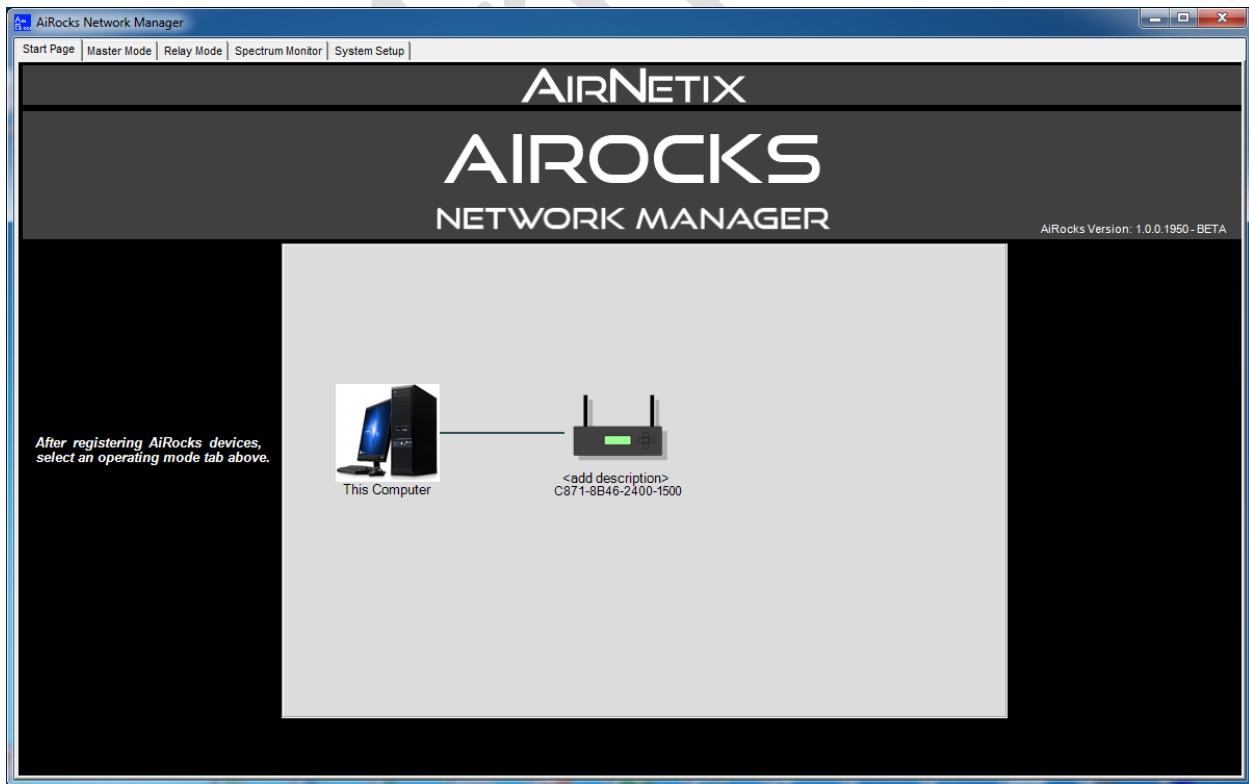 AiRocks Network Manager
Start Page Master Mode Relay Mode Spectrum Monitor System Setup
AIRNETIX
AIROCKS
NETWORK MANAGER
AiRocks Version: 1.0.0.1950 - BETA
After registering AiRocks devices,
select an operating mode tab above.
This Computer
<add description>
C871-8B46-2400-1500